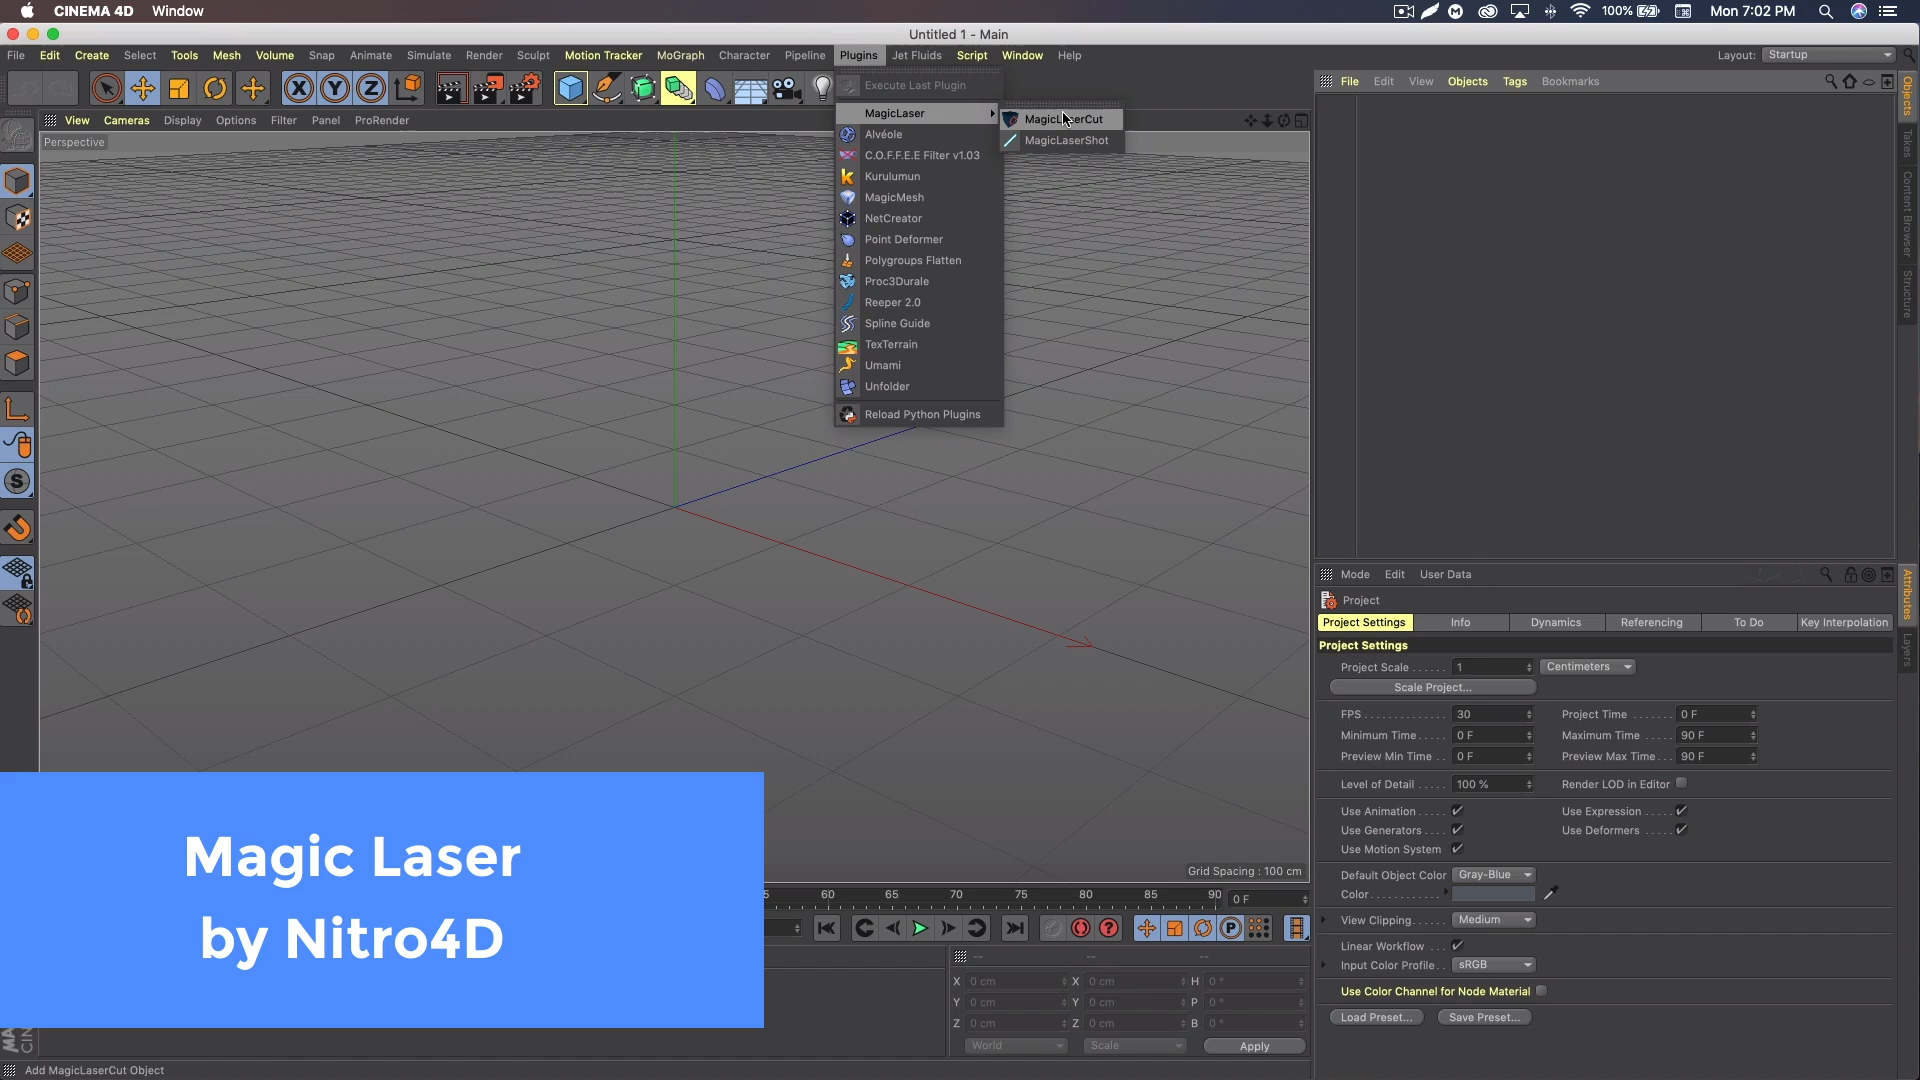 CINEMA 4D Window
100% Mon 7:02 PM
Untitled 1 - Main
File Edit Create Select Tools Mesh Volume Snap Animate Simulate Render Sculpt Motion Tracker MoGraph Character Pipeline Plugins Jet Fluids Script Window Help
Layout: Startup
Execute Last Plugin
MagicLaser
Alvéole
C.O.F.F.E.E Filter v1.03
Kurulumun
MagicMesh
NetCreator
Point Deformer
Polygroups Flatten
Proc3Durale
Reeper 2.0
Spline Guide
TexTerrain
Umami
Unfolder
Reload Python Plugins
MagicLaserCut
MagicLaserShot
File Edit View Objects Tags Bookmarks
View Cameras Display Options Filter Panel ProRender
Perspective
Objects
Takes
Content Browser
Structure
Mode Edit User Data
Project
Project Settings Info Dynamics Referencing To Do Key Interpolation
Project Settings
Project Scale 1 Centimeters
Scale Project...
FPS 30 Project Time 0 F
Minimum Time 0 F Maximum Time 90 F
Preview Min Time 0 F Preview Max Time 90 F
Level of Detail 100 % Render LOD in Editor
Use Animation Use Expression
Use Generators Use Deformers
Use Motion System
Default Object Color Gray-Blue
Color
View Clipping Medium
Linear Workflow
Input Color Profile sRGB
Use Color Channel for Node Material
Load Preset... Save Preset...
Attributes
Layers
Magic Laser
by Nitro4D
Grid Spacing : 100 cm
60 65 70 75 80 85 90 0 F
-- -- --
X 0 cm X 0 cm H 0 °
Y 0 cm Y 0 cm P 0 °
Z 0 cm Z 0 cm B 0 °
World Scale Apply
Add MagicLaserCut Object